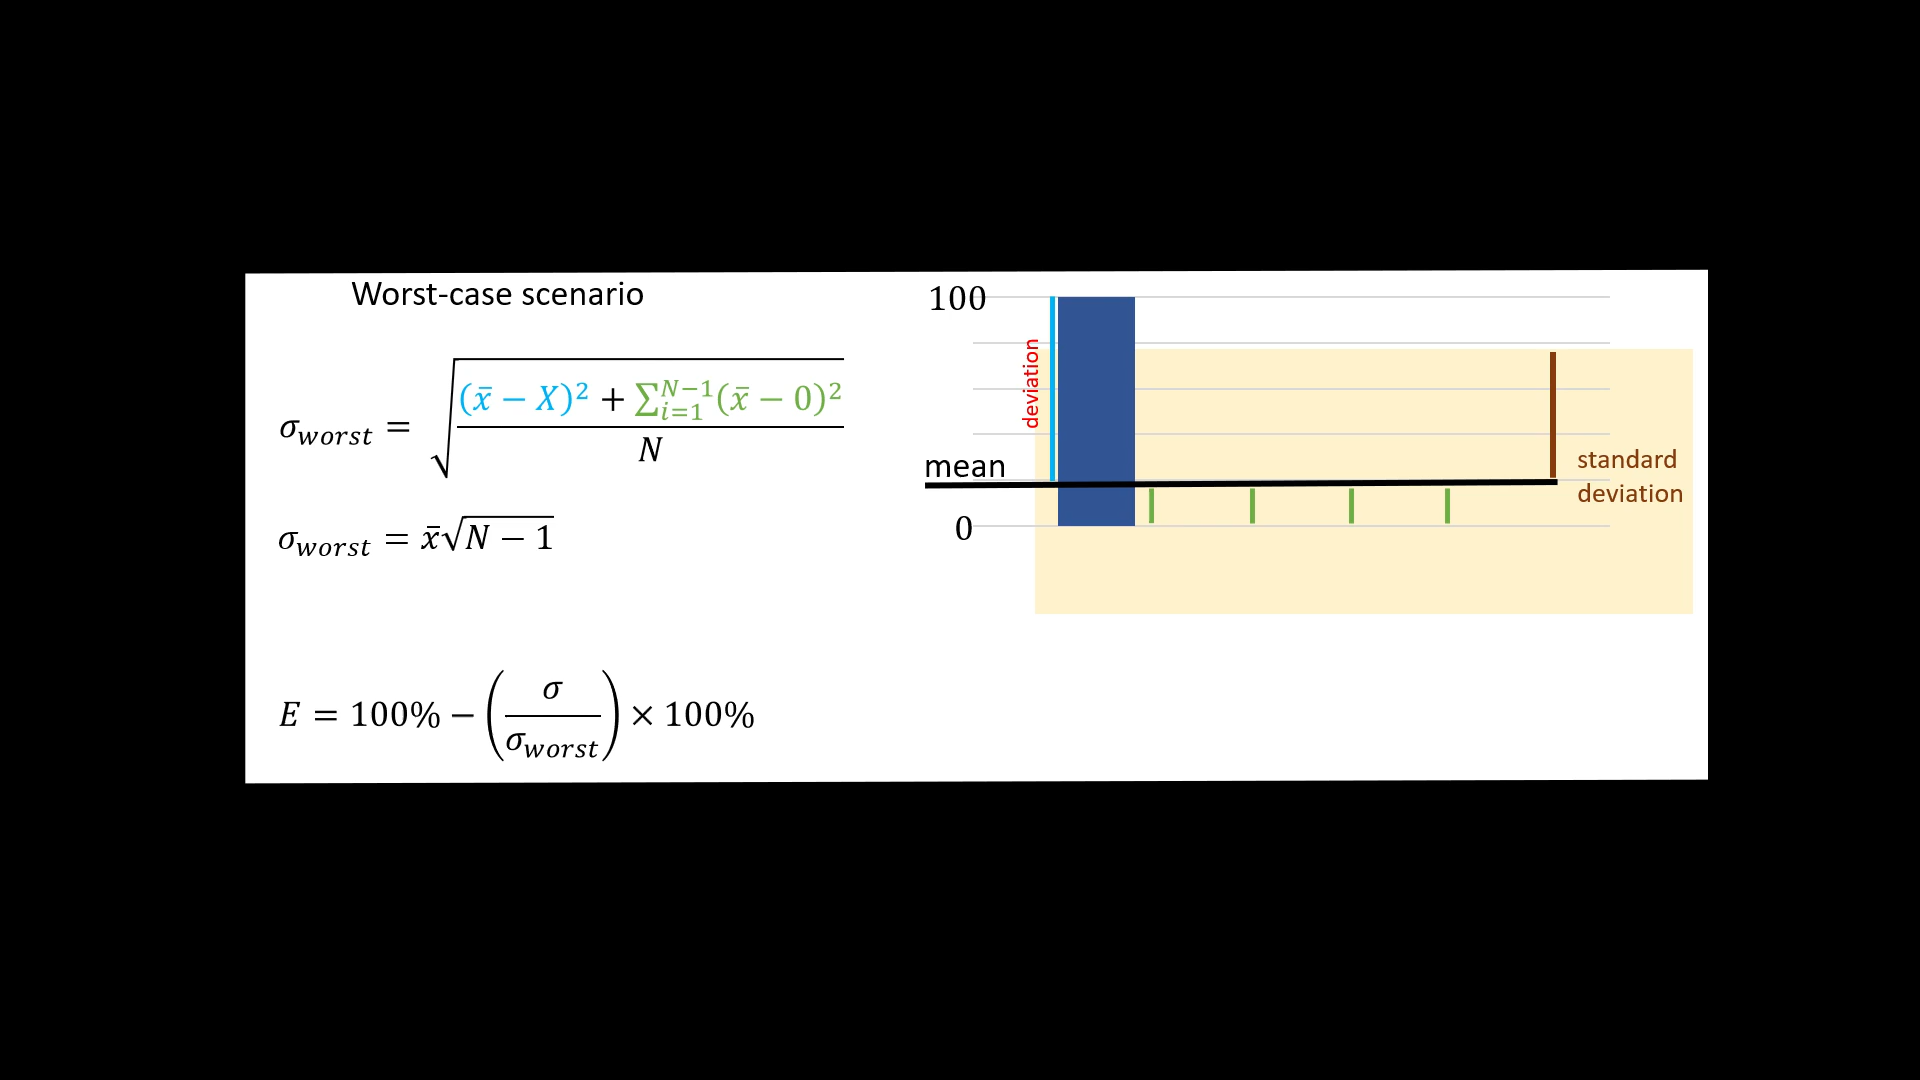 Worst-case scenario
σ_worst = √(((x̄ − X)² + ∑_{i=1}^{N−1}(x̄ − 0)²) / N)
σ_worst = x̄√(N − 1)
E = 100% − (σ / σ_worst) × 100%
100
deviation
mean
0
standard
deviation